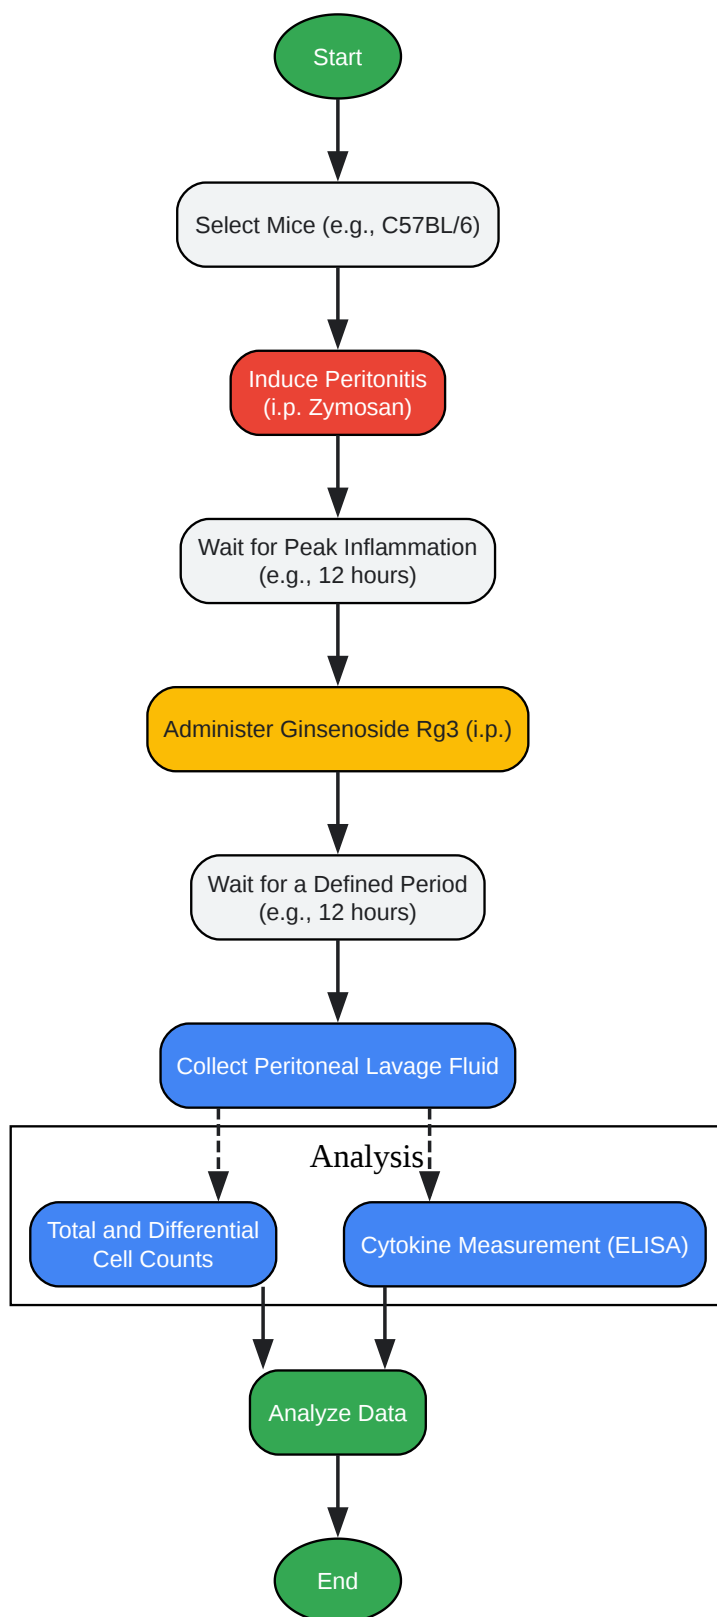 Start
Select Mice (e.g., C57BL/6)
Induce Peritonitis
(i.p. Zymosan)
Wait for Peak Inflammation
(e.g., 12 hours)
Administer Ginsenoside Rg3 (i.p.)
Wait for a Defined Period
(e.g., 12 hours)
Collect Peritoneal Lavage Fluid
Analysis
Total and Differential
Cell Counts
Cytokine Measurement (ELISA)
Analyze Data
End